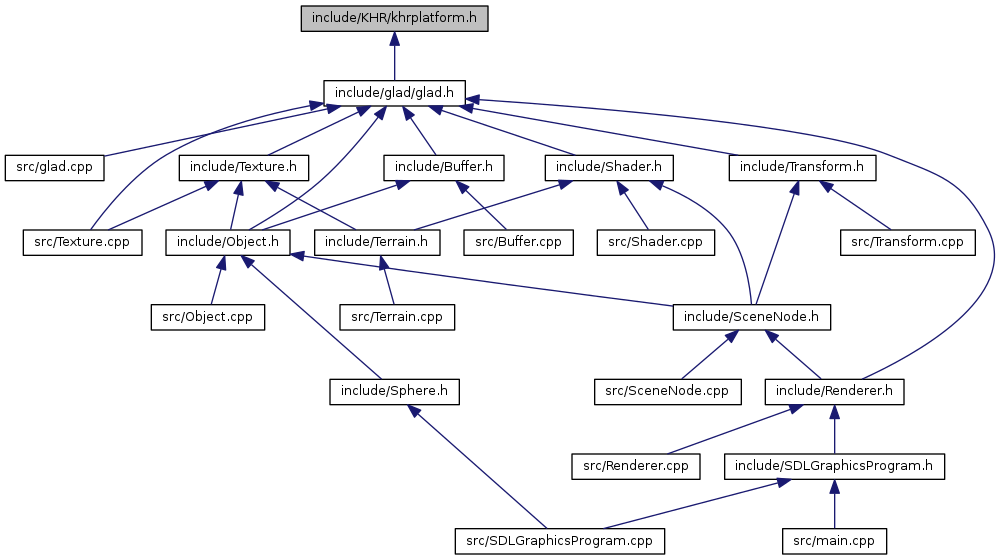 include/KHR/khrplatform.h
include/glad/glad.h
src/glad.cpp
include/Texture.h
include/Buffer.h
include/Shader.h
include/Transform.h
src/Texture.cpp
include/Object.h
include/Terrain.h
src/Buffer.cpp
src/Shader.cpp
src/Transform.cpp
src/Object.cpp
src/Terrain.cpp
include/SceneNode.h
include/Sphere.h
src/SceneNode.cpp
include/Renderer.h
src/Renderer.cpp
include/SDLGraphicsProgram.h
src/SDLGraphicsProgram.cpp
src/main.cpp